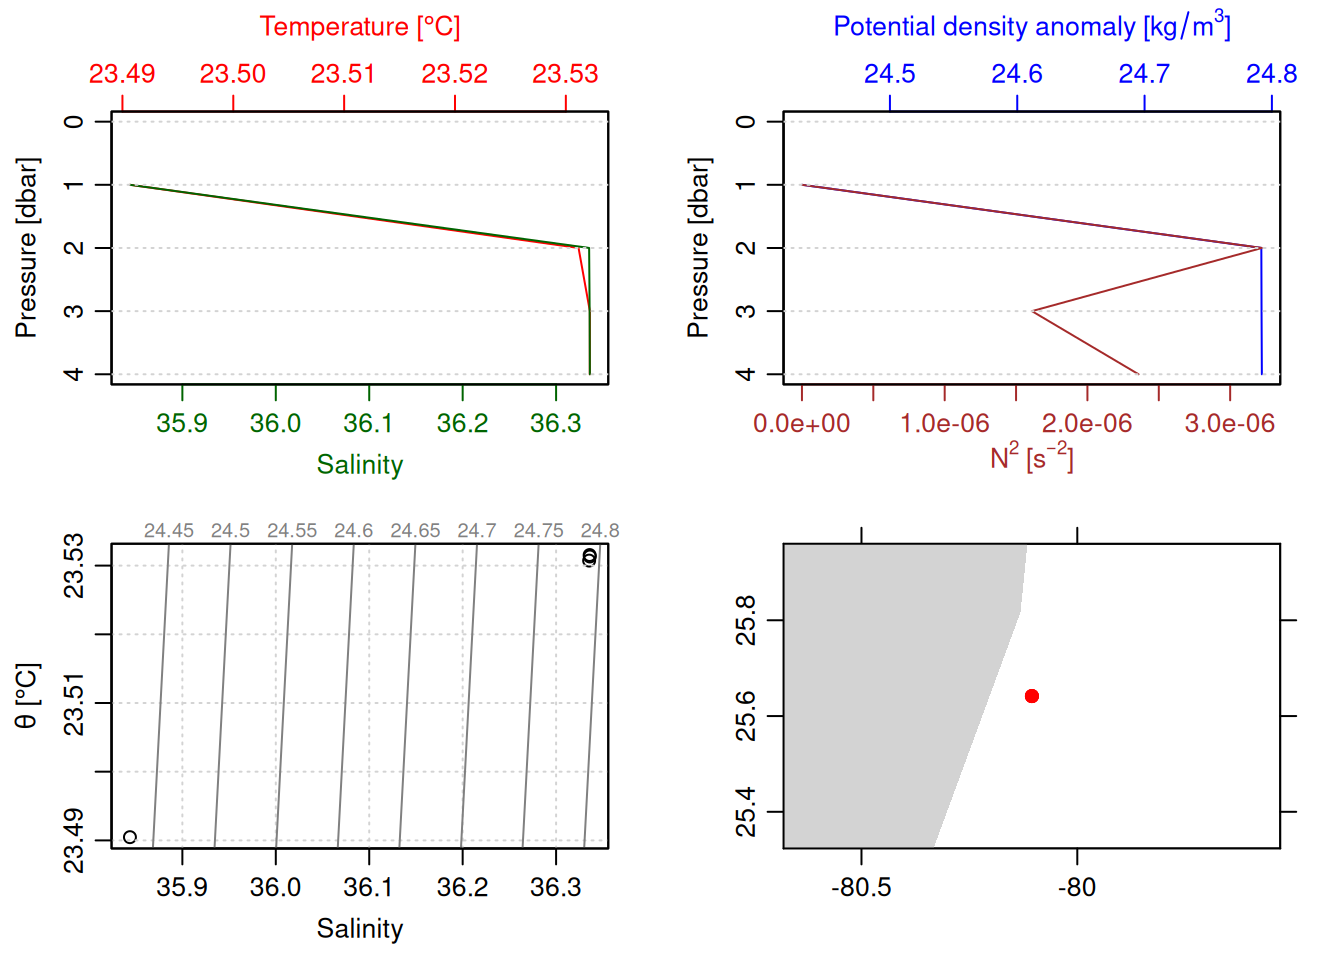 Temperature [°C]
23.49 23.50 23.51 23.52 23.53
0
1
2
3
4
Pressure [dbar]
35.9 36.0 36.1 36.2 36.3
Salinity
Potential density anomaly [kg/m³]
24.5 24.6 24.7 24.8
0
1
2
3
4
Pressure [dbar]
0.0e+00 1.0e-06 2.0e-06 3.0e-06
N² [s⁻²]
24.45 24.5 24.55 24.6 24.65 24.7 24.75 24.8
23.53
23.51
23.49
θ [°C]
35.9 36.0 36.1 36.2 36.3
Salinity
25.8
25.6
25.4
-80.5 -80